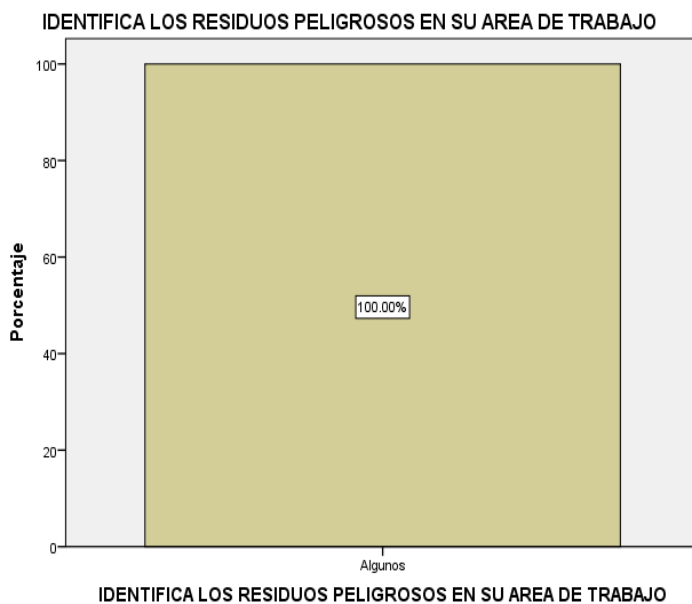 IDENTIFICA LOS RESIDUOS PELIGROSOS EN SU AREA DE TRABAJO
100
80
60
40
20
0
Porcentaje
100.00%
Algunos
IDENTIFICA LOS RESIDUOS PELIGROSOS EN SU AREA DE TRABAJO